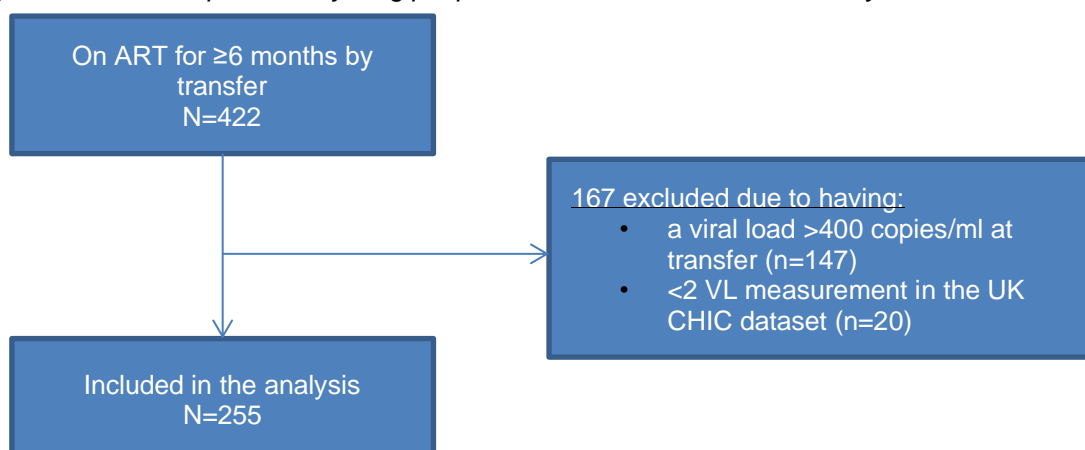 On ART for ≥6 months by
transfer
N=422
167 excluded due to having:
• a viral load >400 copies/ml at
transfer (n=147)
• <2 VL measurement in the UK
CHIC dataset (n=20)
Included in the analysis
N=255